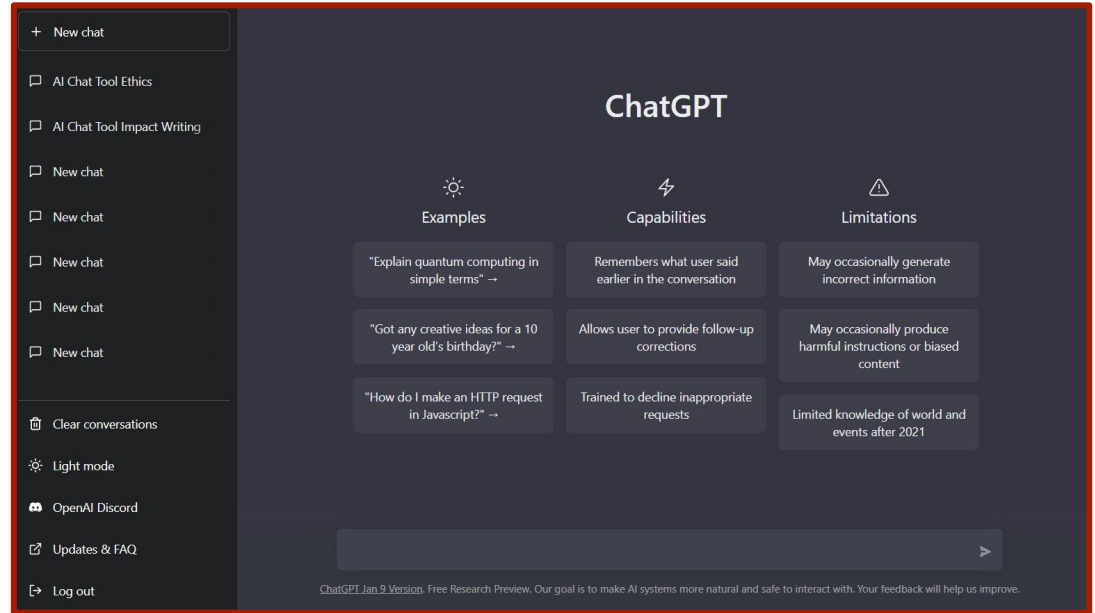 + New chat
AI Chat Tool Ethics
AI Chat Tool Impact Writing
New chat
New chat
New chat
New chat
New chat
Clear conversations
Light mode
OpenAI Discord
Updates & FAQ
Log out
ChatGPT
Examples
"Explain quantum computing in
simple terms" →
"Got any creative ideas for a 10
year old's birthday?" →
"How do I make an HTTP request
in Javascript?" →
Capabilities
Remembers what user said
earlier in the conversation
Allows user to provide follow-up
corrections
Trained to decline inappropriate
requests
Limitations
May occasionally generate
incorrect information
May occasionally produce
harmful instructions or biased
content
Limited knowledge of world and
events after 2021
ChatGPT Jan 9 Version. Free Research Preview. Our goal is to make AI systems more natural and safe to interact with. Your feedback will help us improve.